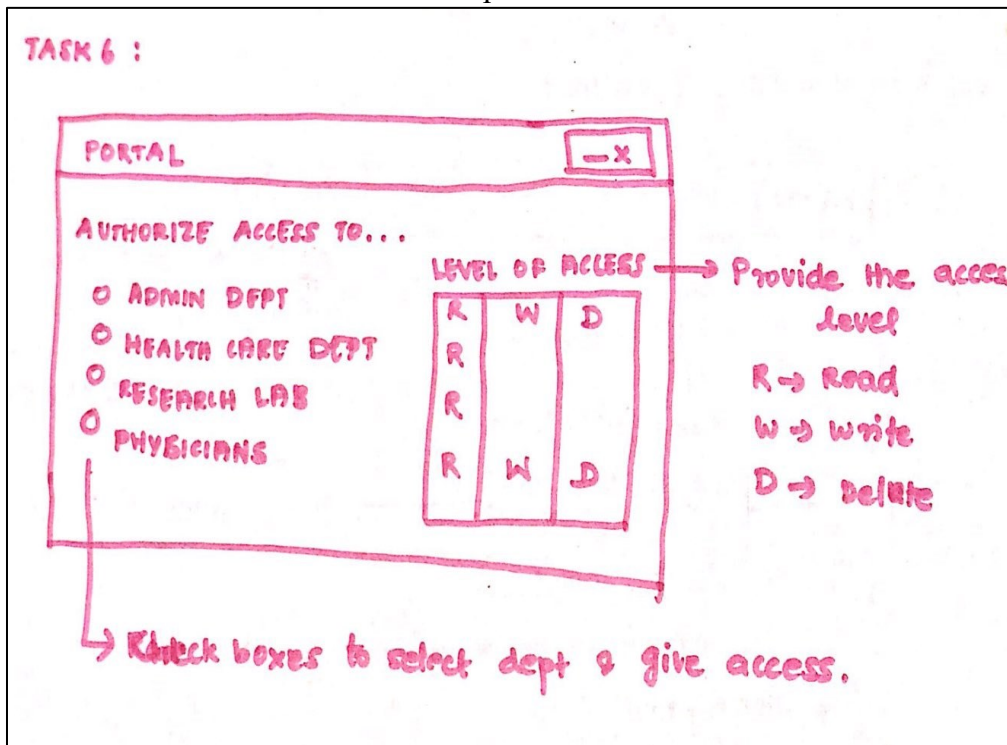 TASK 6 :
PORTAL
– X
AUTHORIZE ACCESS TO...
LEVEL OF ACCESS → Provide the acces
level
O ADMIN DEPT
R W D
O HEALTH CARE DEPT
R
R → Read
O RESEARCH LAB
R
W → Write
O PHYSICIANS
R W D
D → Delete
→ Check boxes to select dept & give access.